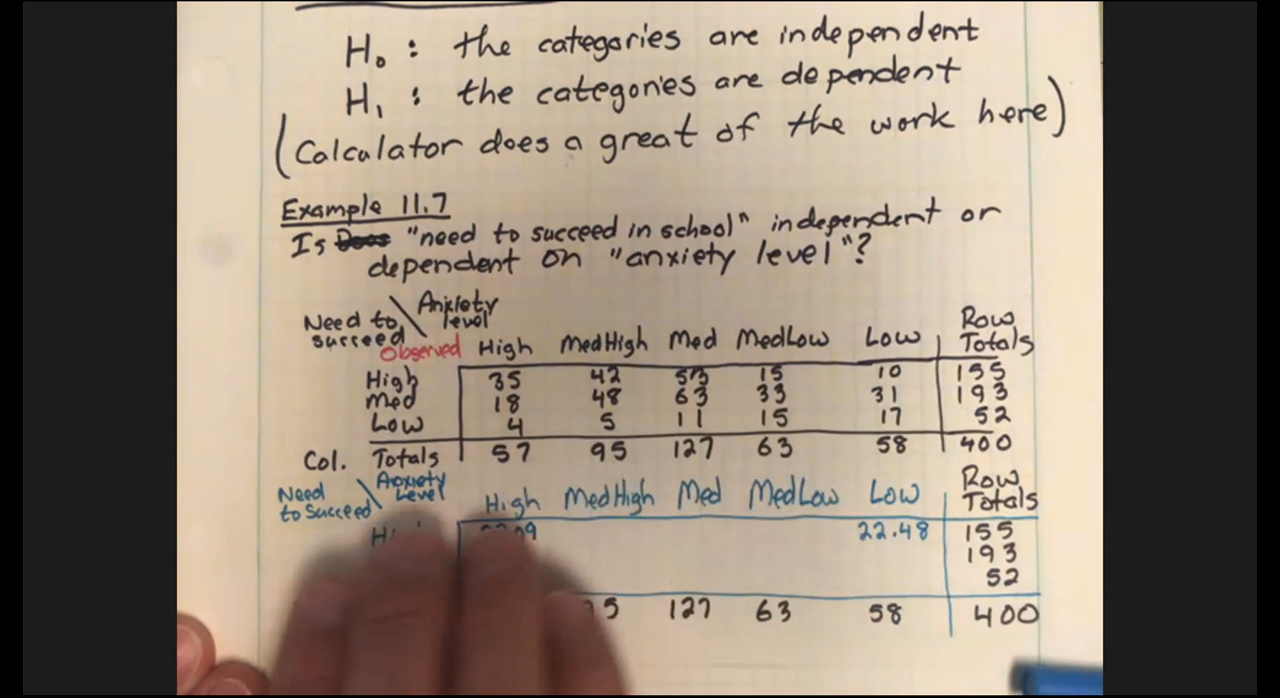 H₀ : the categories are independent
H₁ : the categories are dependent
(Calculator does a great of the work here)
Example 11.7
Is "need to succeed in school" independent or
dependent on "anxiety level"?
Need to succeed \ Anxiety level
Observed High MedHigh Med MedLow Low Row Totals
High 35 42 53 15 10 155
Med 18 48 63 33 31 193
Low 4 5 11 15 17 52
Col. Totals 57 95 127 63 58 400
Need to Succeed \ Anxiety Level High MedHigh Med MedLow Low Row Totals
22.48 155
193
52
127 63 58 400